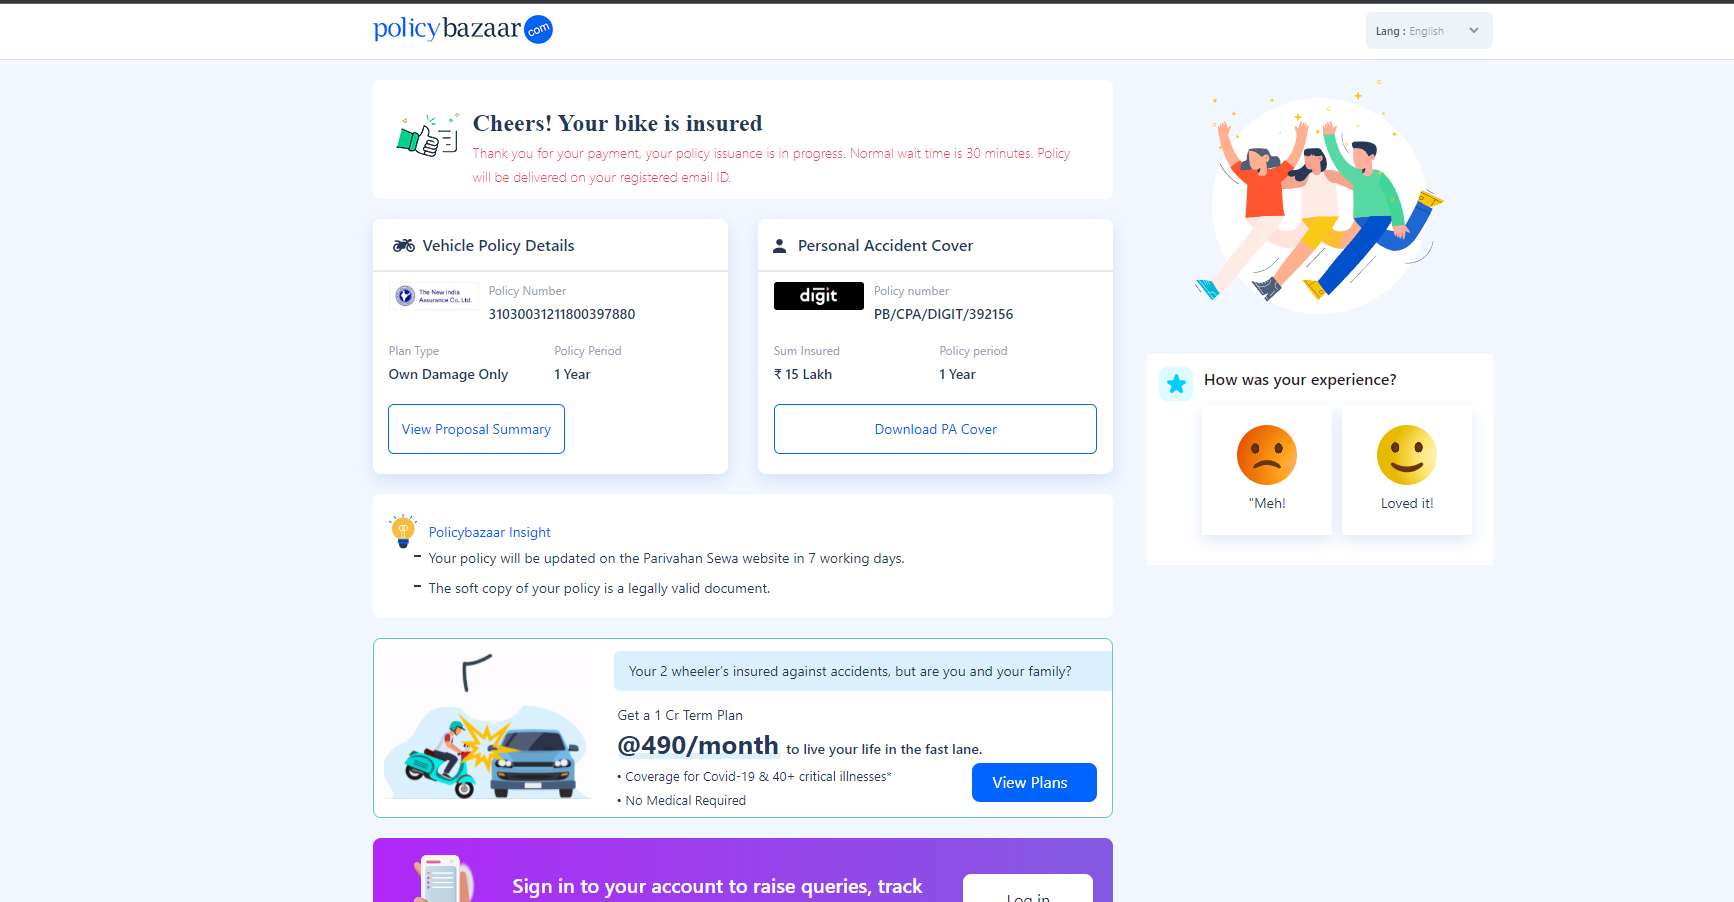 policybazaar com
Lang : English
Cheers! Your bike is insured
Thank you for your payment, your policy issuance is in progress. Normal wait time is 30 minutes. Policy
will be delivered on your registered email ID.
Vehicle Policy Details
The New India
Assurance Co. Ltd.
Policy Number
31030031211800397880
Plan Type
Policy Period
Own Damage Only
1 Year
View Proposal Summary
Personal Accident Cover
digit
Policy number
PB/CPA/DIGIT/392156
Sum Insured
Policy period
₹ 15 Lakh
1 Year
Download PA Cover
How was your experience?
"Meh!
Loved it!
Policybazaar Insight
- Your policy will be updated on the Parivahan Sewa website in 7 working days.
- The soft copy of your policy is a legally valid document.
Your 2 wheeler's insured against accidents, but are you and your family?
Get a 1 Cr Term Plan
@490/month to live your life in the fast lane.
• Coverage for Covid-19 & 40+ critical illnesses*
• No Medical Required
View Plans
Sign in to your account to raise queries, track
Log in